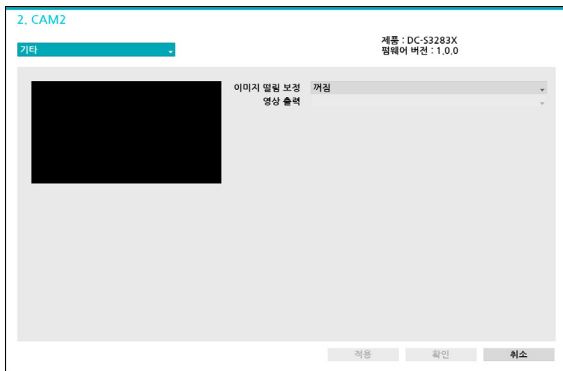 2. CAM2
기타
제품 : DC-S3283X
펌웨어 버전 : 1.0.0
이미지 떨림 보정 꺼짐
영상 출력
적용 확인 취소